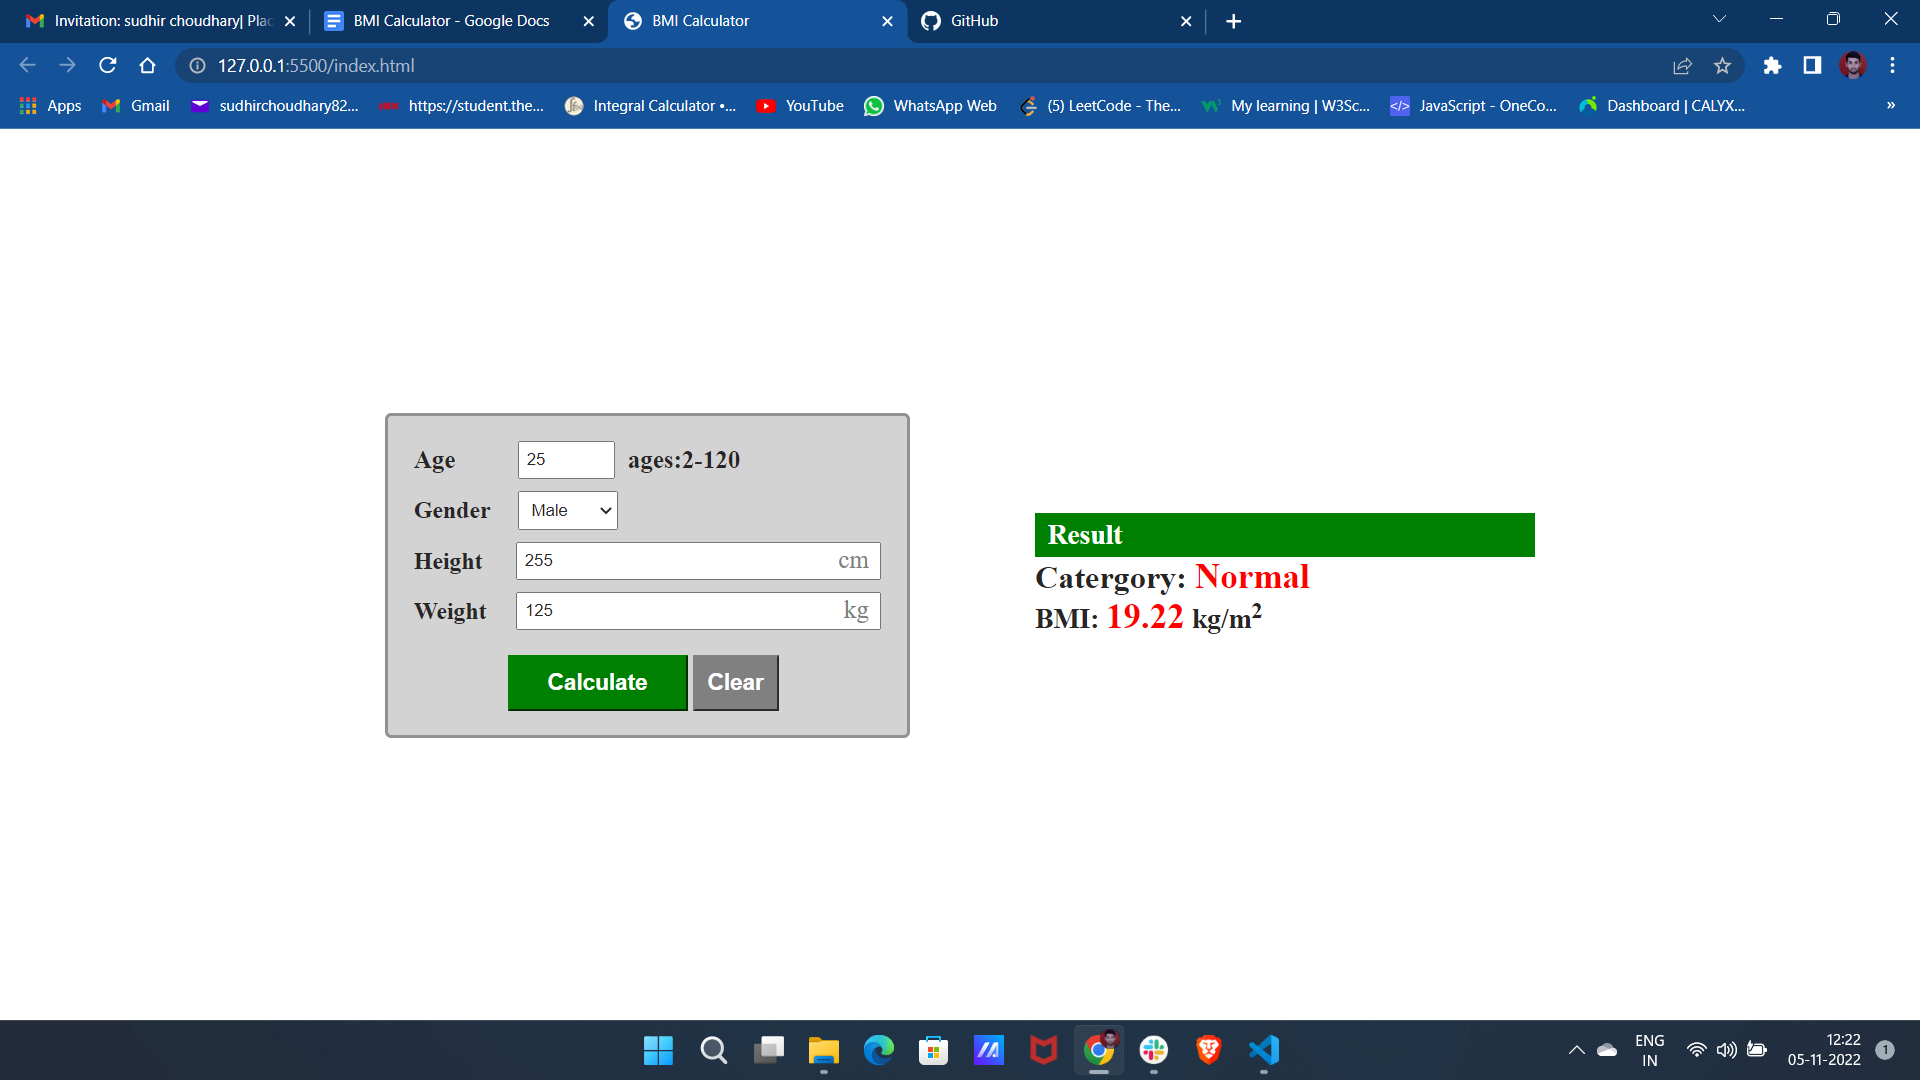 Invitation: sudhir choudhary| Plac
BMI Calculator - Google Docs
BMI Calculator
GitHub
127.0.0.1:5500/index.html
Apps
Gmail
sudhirchoudhary82...
https://student.the...
Integral Calculator •...
YouTube
WhatsApp Web
(5) LeetCode - The...
My learning | W3Sc...
JavaScript - OneCo...
Dashboard | CALYX...
»
Age
25
ages:2-120
Gender
Male
Height
255
cm
Weight
125
kg
Calculate
Clear
Result
Catergory: Normal
BMI: 19.22 kg/m²
ENG
IN
12:22
05-11-2022
1